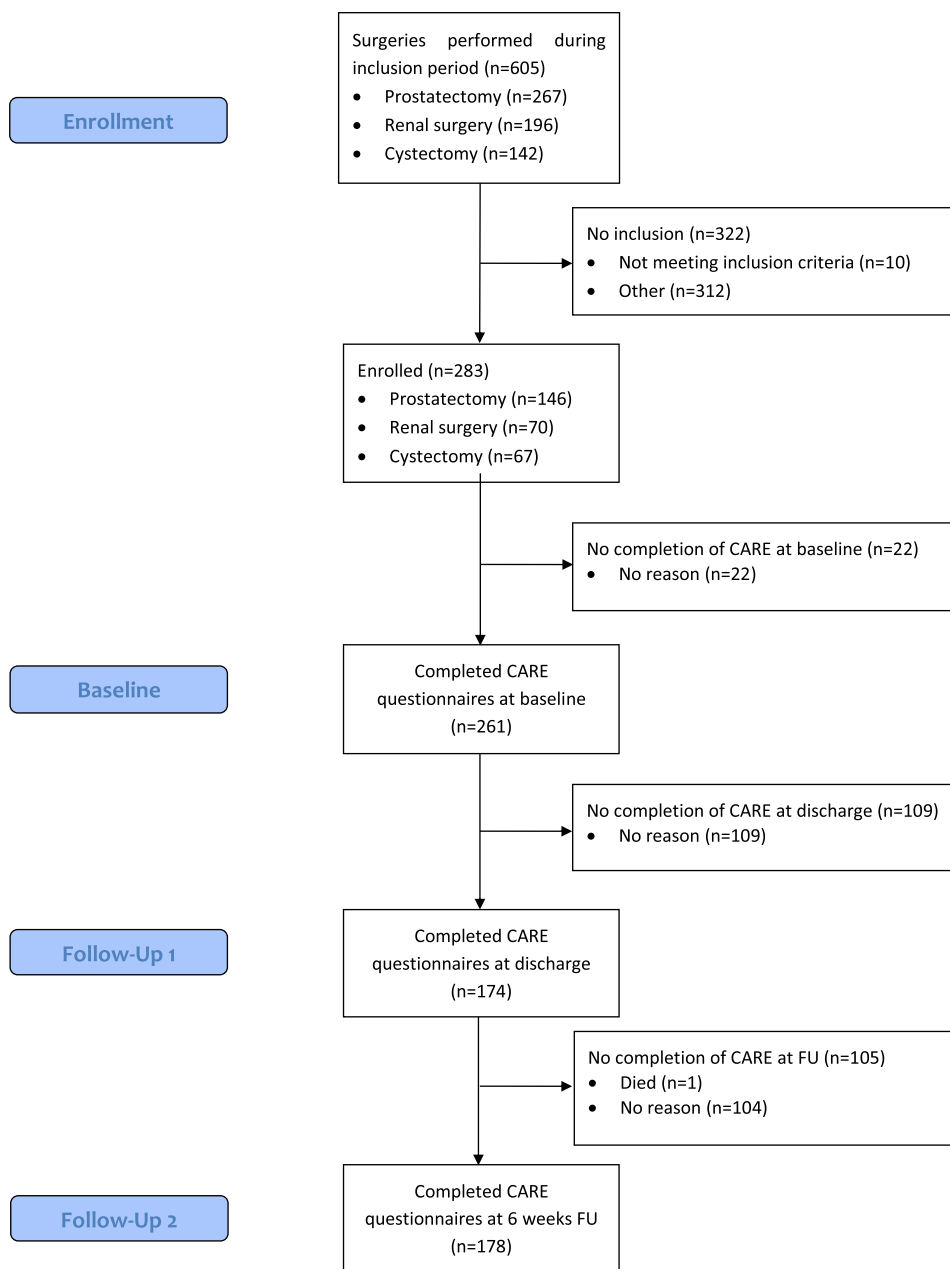 Surgeries performed during
inclusion period (n=605)
• Prostatectomy (n=267)
• Renal surgery (n=196)
• Cystectomy (n=142)
Enrollment
No inclusion (n=322)
• Not meeting inclusion criteria (n=10)
• Other (n=312)
Enrolled (n=283)
• Prostatectomy (n=146)
• Renal surgery (n=70)
• Cystectomy (n=67)
No completion of CARE at baseline (n=22)
• No reason (n=22)
Baseline
Completed CARE
questionnaires at baseline
(n=261)
No completion of CARE at discharge (n=109)
• No reason (n=109)
Follow-Up 1
Completed CARE
questionnaires at discharge
(n=174)
No completion of CARE at FU (n=105)
• Died (n=1)
• No reason (n=104)
Follow-Up 2
Completed CARE
questionnaires at 6 weeks FU
(n=178)